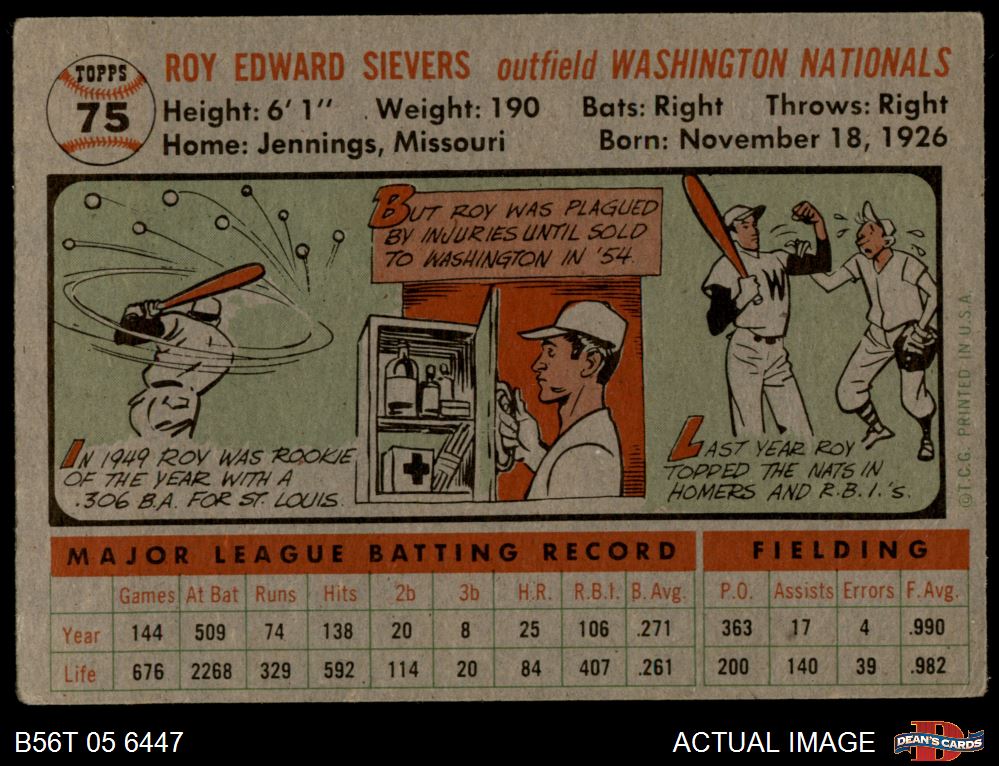 TOPPS
75
ROY EDWARD SIEVERS outfield WASHINGTON NATIONALS
Height: 6' 1" Weight: 190 Bats: Right Throws: Right
Home: Jennings, Missouri Born: November 18, 1926
IN 1949 ROY WAS ROOKIE
OF THE YEAR WITH A
.306 B.A. FOR ST. LOUIS.
BUT ROY WAS PLAGUED
BY INJURIES UNTIL SOLD
TO WASHINGTON IN '54.
W
LAST YEAR ROY
TOPPED THE NATS IN
HOMERS AND R.B.I.'s.
©T.C.G. PRINTED IN U.S.A.
MAJOR LEAGUE BATTING RECORD FIELDING
Games At Bat Runs Hits 2b 3b H.R. R.B.I. B. Avg. P.O. Assists Errors F. Avg.
Year 144 509 74 138 20 8 25 106 .271 363 17 4 .990
Life 676 2268 329 592 114 20 84 407 .261 200 140 39 .982
B56T 05 6447 ACTUAL IMAGE
D
DEAN'S CARDS